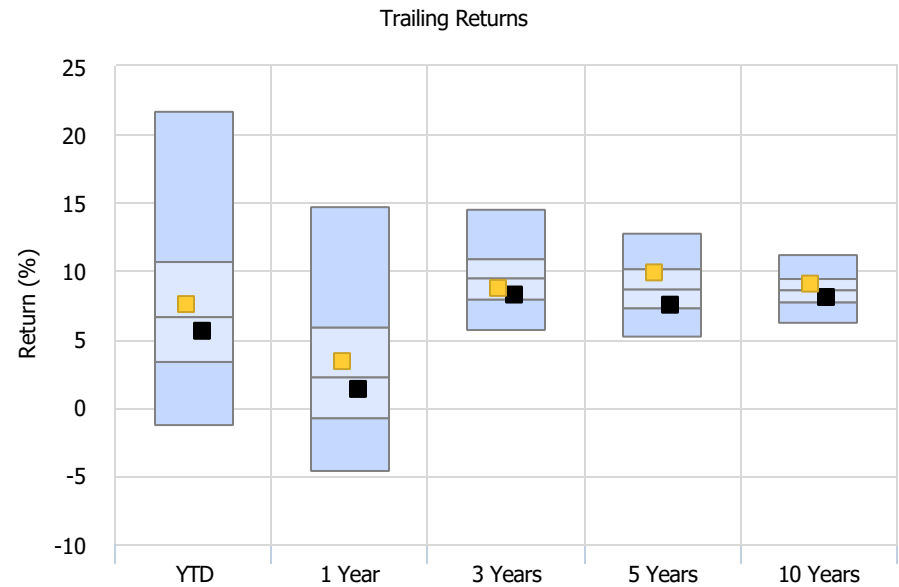 Trailing Returns
25
20
15
10
5
0
-5
-10
Return (%)
YTD
1 Year
3 Years
5 Years
10 Years